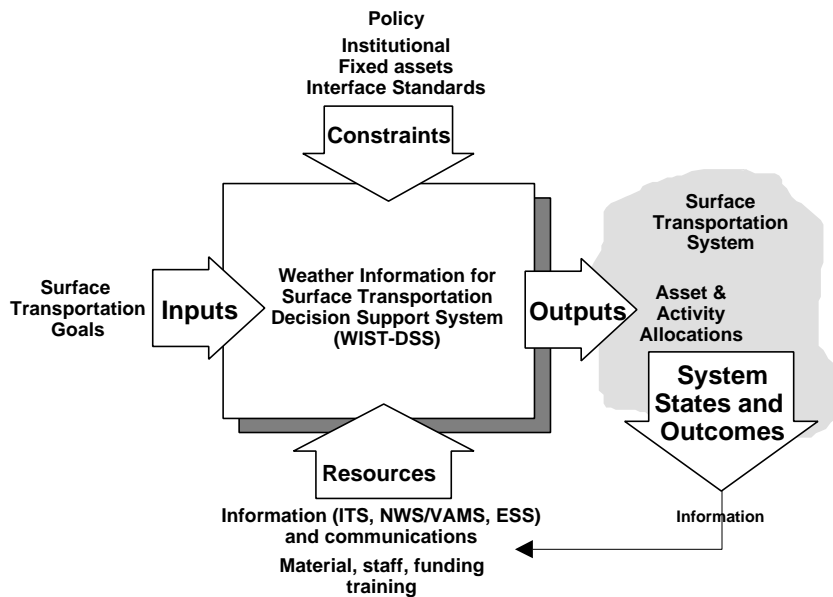 Policy
Institutional
Fixed assets
Interface Standards
Constraints
Surface
Transportation
Goals
Inputs
Weather Information for
Surface Transportation
Decision Support System
(WIST-DSS)
Outputs
Surface
Transportation
System
Asset &
Activity
Allocations
System
States and
Outcomes
Resources
Information (ITS, NWS/VAMS, ESS)
and communications
Material, staff, funding
training
Information